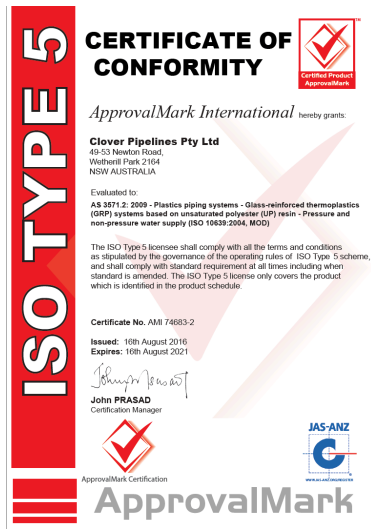 ISO TYPE 5
CERTIFICATE OF
CONFORMITY
TM
Certified Product
ApprovalMark
ApprovalMark International hereby grants:
Clover Pipelines Pty Ltd
49-53 Newton Road,
Wetherill Park 2164
NSW AUSTRALIA
Evaluated to:
AS 3571.2: 2009 - Plastics piping systems - Glass-reinforced thermoplastics
(GRP) systems based on unsaturated polyester (UP) resin - Pressure and
non-pressure water supply (ISO 10639:2004, MOD)
The ISO Type 5 licensee shall comply with all the terms and conditions
as stipulated by the governance of the operating rules of ISO Type 5 scheme,
and shall comply with standard requirement at all times including when
standard is amended. The ISO Type 5 license only covers the product
which is identified in the product schedule.
Certificate No. AMI 74683-2
Issued: 16th August 2016
Expires: 16th August 2021
John PRASAD
Certification Manager
ApprovalMark Certification
JAS-ANZ
C
®
WWW.JAS-ANZ.ORG/REGISTER
ApprovalMark